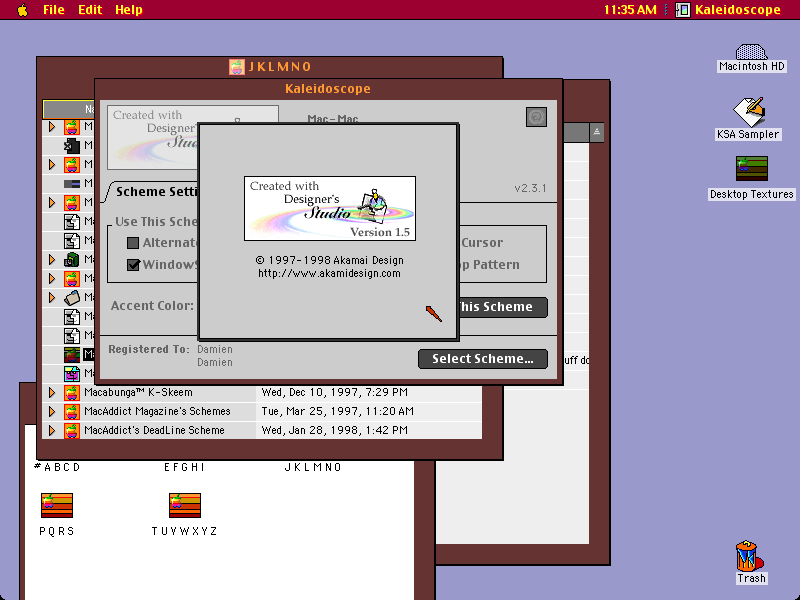 File Edit Help
11:35 AM Kaleidoscope
Macintosh HD
KSA Sampler
Desktop Textures
Trash
JKLMNO
Kaleidoscope
Created with
Designer's
Mac-Mac
v2.3.1
Scheme Setti
Use This Sche
Alternat
Window
Cursor
p Pattern
Accent Color:
his Scheme
Registered To: Damien
Damien
Select Scheme...
Created with
Designer's
Studio
Version 1.5
© 1997-1998 Akamai Design
http://www.akamidesign.com
uff do
Macabunga™ K-Skeem Wed, Dec 10, 1997, 7:29 PM
MacAddict Magazine's Schemes Tue, Mar 25, 1997, 11:20 AM
MacAddict's DeadLine Scheme Wed, Jan 28, 1998, 1:42 PM
#ABCD EFGHI JKLMNO
PQRS TUVWXYZ